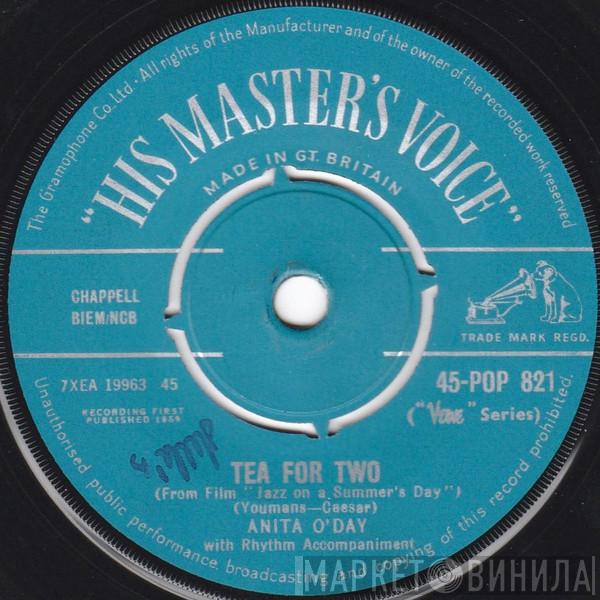 The Gramophone Co. Ltd. · All rights of the Manufacturer and of the owner of the recorded work reserved
"HIS MASTER'S VOICE"
MADE IN GT. BRITAIN
CHAPPELL
BIEM/NCB
TRADE MARK REGD.
7XEA 19963 45
45-POP 821
("Verve" Series)
RECORDING FIRST
PUBLISHED 1959
TEA FOR TWO
(From Film "Jazz on a Summer's Day")
(Youmans—Caesar)
ANITA O'DAY
with Rhythm Accompaniment
Unauthorised public performance, broadcasting and copying of this record prohibited.
МАРКЕТ ВИНИЛА